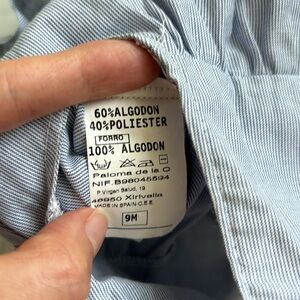 60%ALGODON
40%POLIESTER
FORRO
100% ALGODON
Paloma de la O
NIF.B98045594
P.Virgen Salud, 19
46950 Xirivella
MADE IN SPAIN-C.E.E.
9M